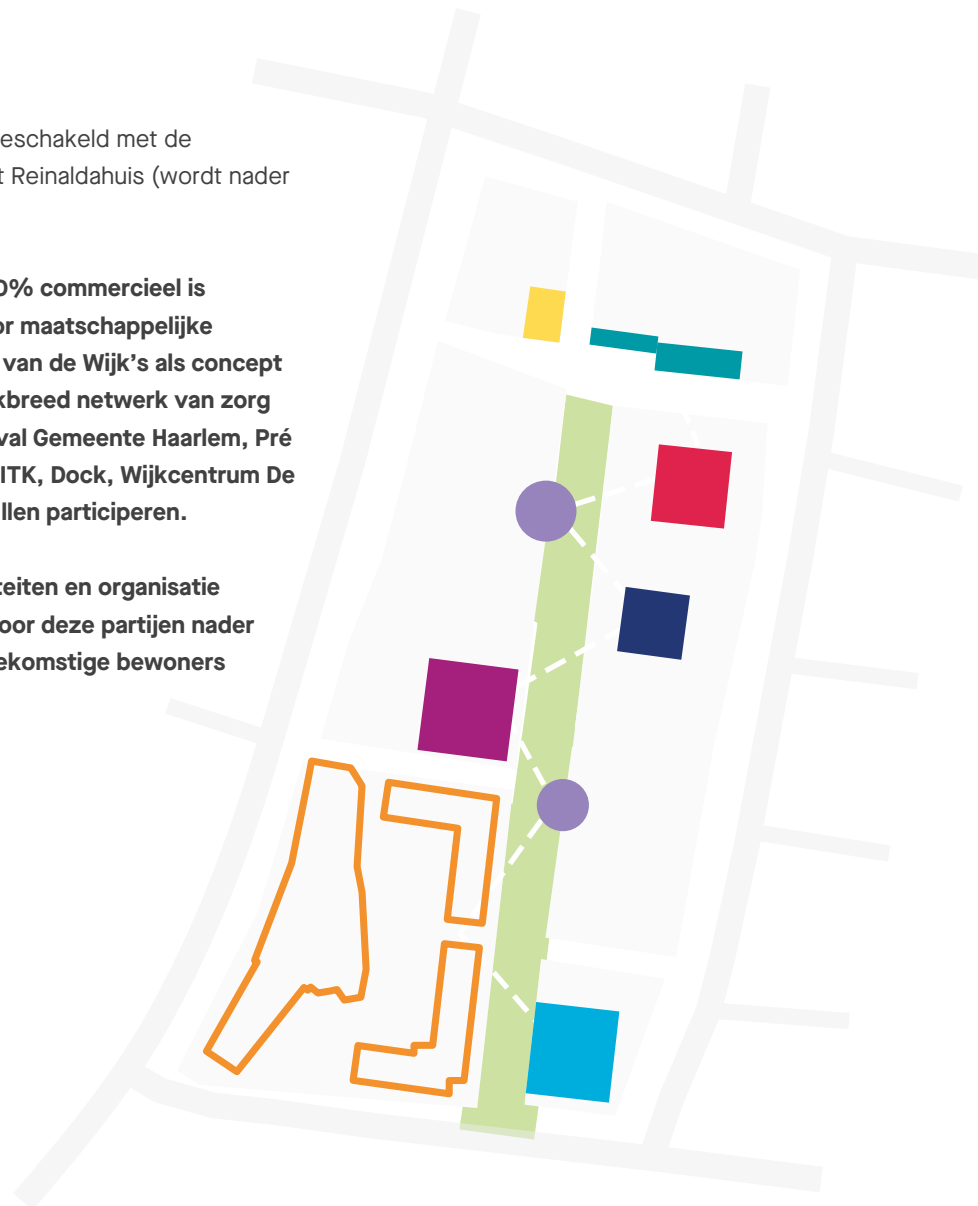 eschakeld met de
t Reinaldahuis (wordt nader
0% commercieel is
or maatschappelijke
van de Wijk’s als concept
kbreed netwerk van zorg
val Gemeente Haarlem, Pré
ITK, Dock, Wijkcentrum De
llen participeren.
teiten en organisatie
oor deze partijen nader
ekomstige bewoners